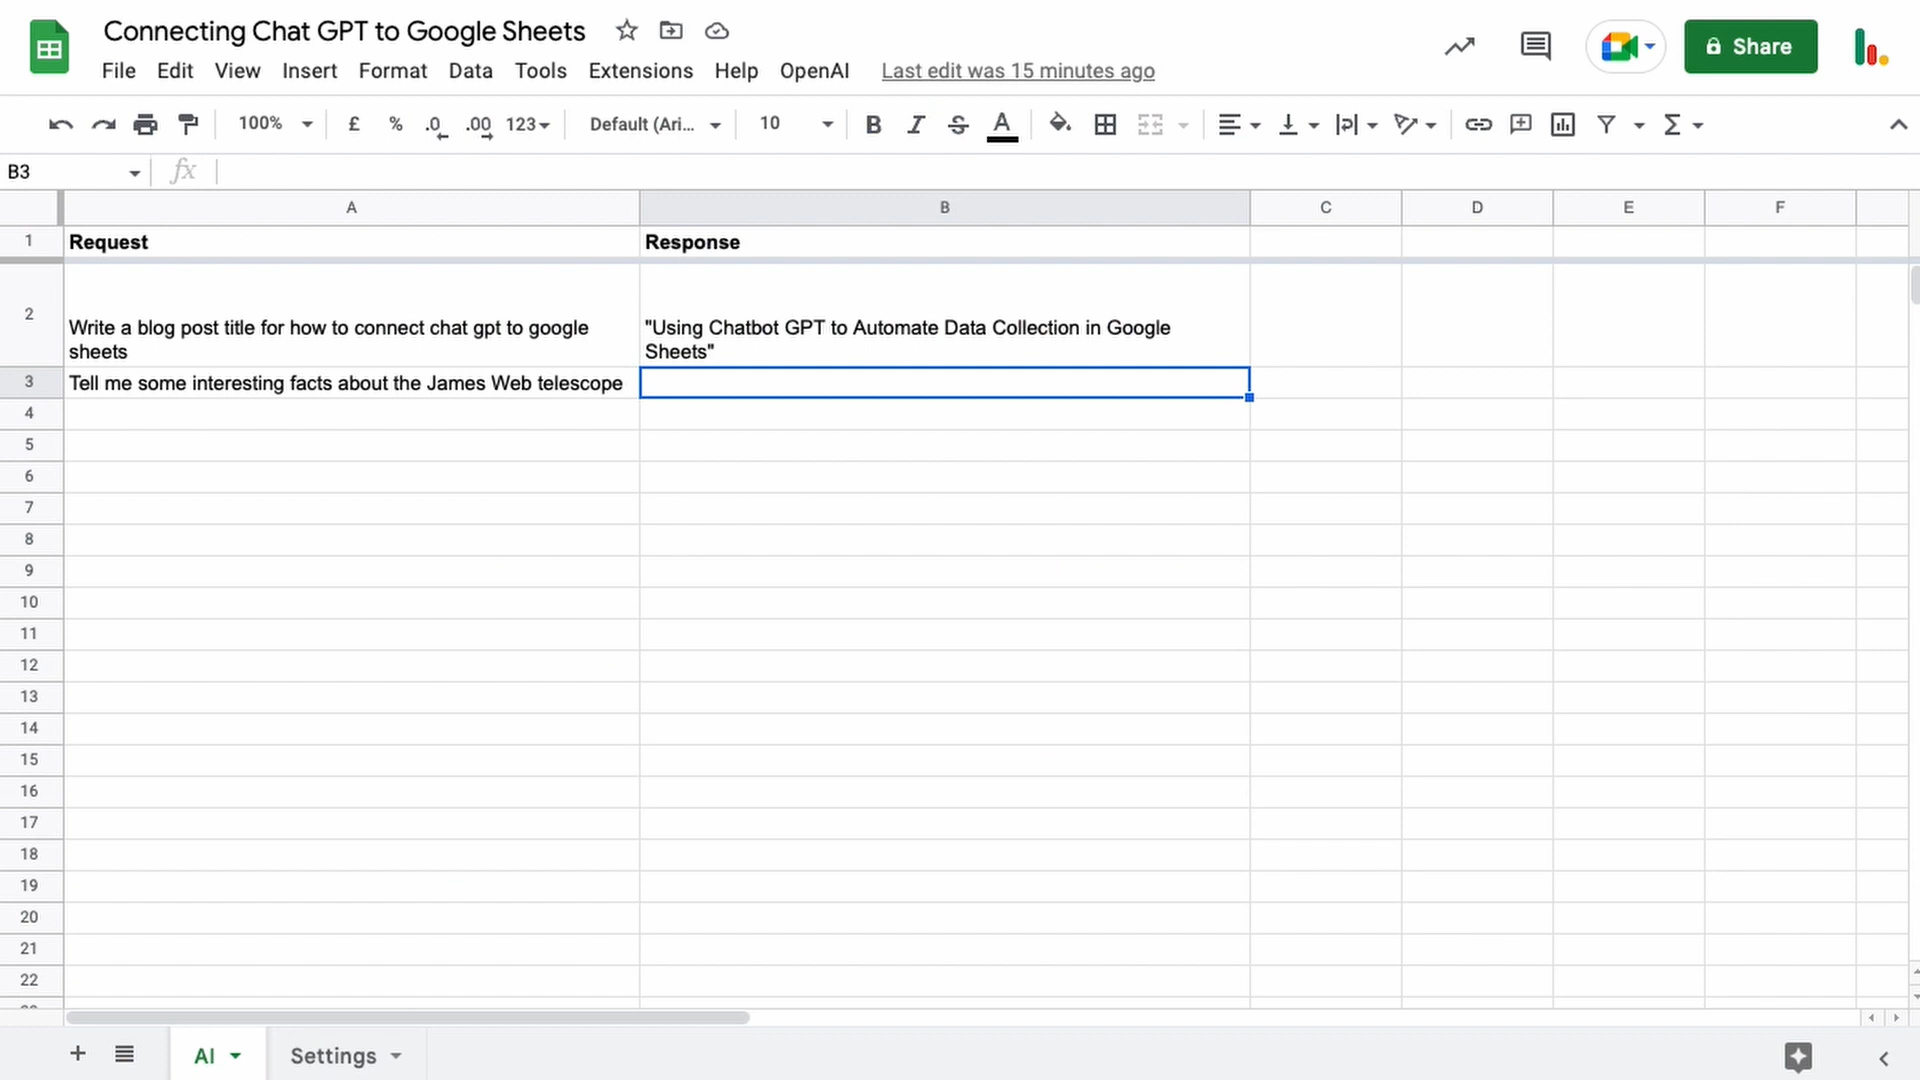 Connecting Chat GPT to Google Sheets
File Edit View Insert Format Data Tools Extensions Help OpenAI Last edit was 15 minutes ago
Share
100% £ % .0 .00 123 Default (Ari... 10 B I S A
B3 fx
A B C D E F
1 Request Response
2 Write a blog post title for how to connect chat gpt to google
sheets
"Using Chatbot GPT to Automate Data Collection in Google
Sheets"
3 Tell me some interesting facts about the James Web telescope
4
5
6
7
8
9
10
11
12
13
14
15
16
17
18
19
20
21
22
AI Settings